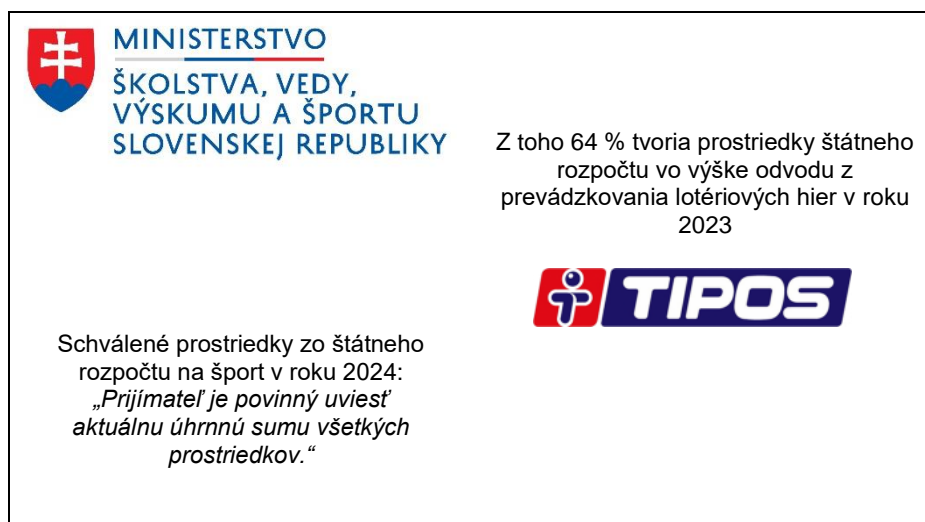 MINISTERSTVO
ŠKOLSTVA, VEDY,
VÝSKUMU A ŠPORTU
SLOVENSKEJ REPUBLIKY
Z toho 64 % tvoria prostriedky štátneho
rozpočtu vo výške odvodu z
prevádzkovania lotériových hier v roku
2023
TIPOS
Schválené prostriedky zo štátneho
rozpočtu na šport v roku 2024:
„Prijímateľ je povinný uviesť
aktuálnu úhrnnú sumu všetkých
prostriedkov.“